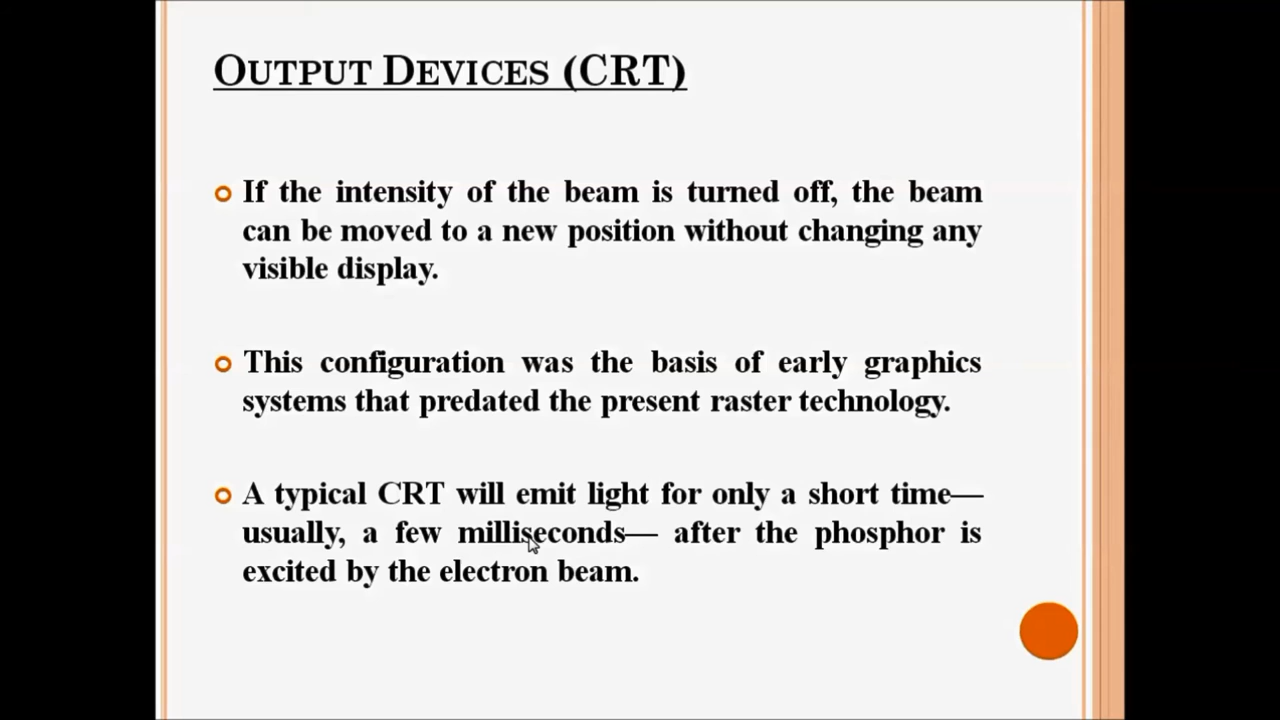 OUTPUT DEVICES (CRT)
If the intensity of the beam is turned off, the beam
can be moved to a new position without changing any
visible display.
This configuration was the basis of early graphics
systems that predated the present raster technology.
A typical CRT will emit light for only a short time—
usually, a few milliseconds— after the phosphor is
excited by the electron beam.